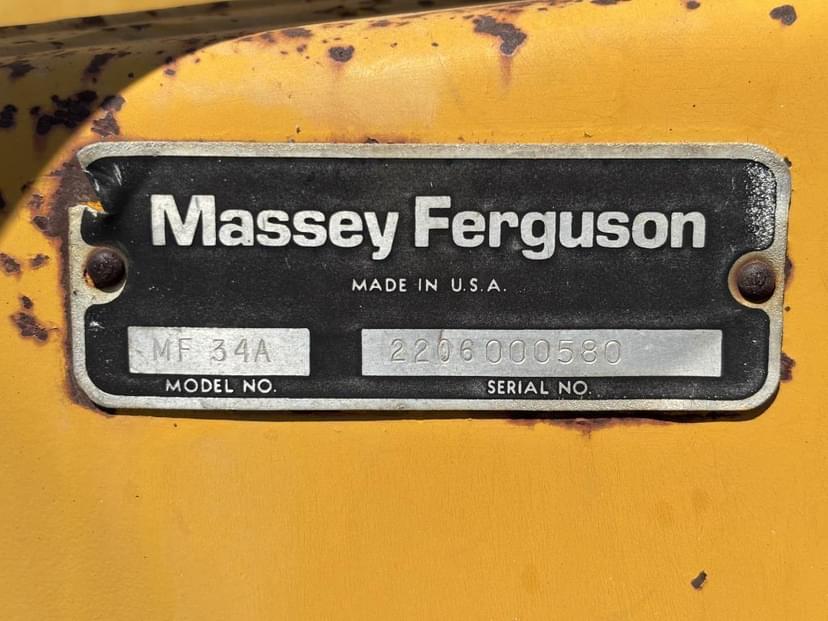 Massey Ferguson
MADE IN U.S.A.
MF 34A 2206000580
MODEL NO. SERIAL NO.